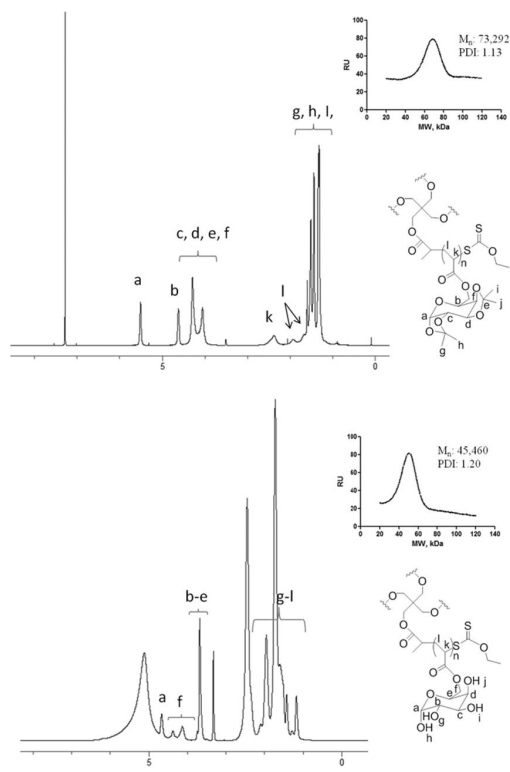 100
80
60
40
20
0
RU
0 20 40 60 80 100 120 140
MW, kDa
Mn: 73,292
PDI: 1.13
g, h, I,
c, d, e, f
a
b
k
l
5
0
O
O
O
O
l
k
n
S
S
O
O
O
b
f
O
i
e
j
O
a
O
c
d
O
O
g
h
100
80
60
40
20
0
RU
0 20 40 60 80 100 120 140
MW, kDa
Mn: 45,460
PDI: 1.20
b-e
g-l
a
f
5
0
O
O
O
O
l
k
n
S
S
O
O
O
f
OH j
e
O
d
a
b
HO
c
OH
OH
g
i
h